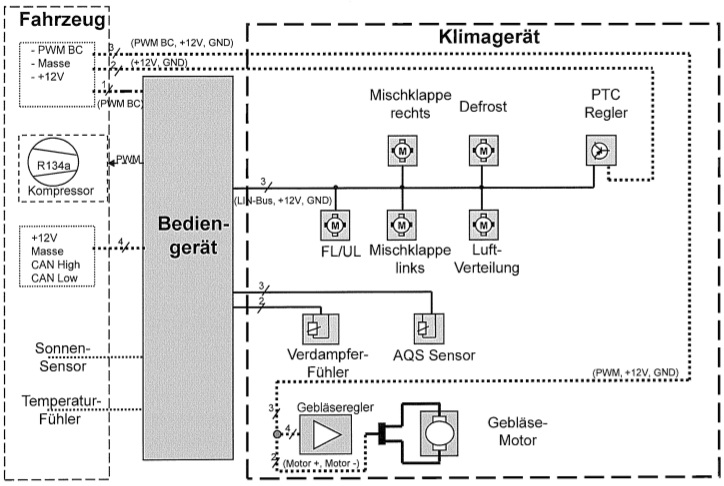 Fahrzeug
- PWM BC
- Masse
- +12V
3
(PWM BC, +12V, GND)
2
(+12V, GND)
1
(PWM BC)
Klimagerät
Mischklappe
rechts
Defrost
PTC
Regler
M
M
R134a
Kompressor
PWM
3
(LIN-Bus, +12V, GND)
Bedien-
gerät
M
M
M
FL/UL
Mischklappe
links
Luft-
Verteilung
+12V
Masse
CAN High
CAN Low
4
3
2
Verdampfer-
Fühler
AQS Sensor
Sonnen-
Sensor
Temperatur-
Fühler
(PWM, +12V, GND)
3
Gebläseregler
4
2
(Motor +, Motor -)
Gebläse-
Motor